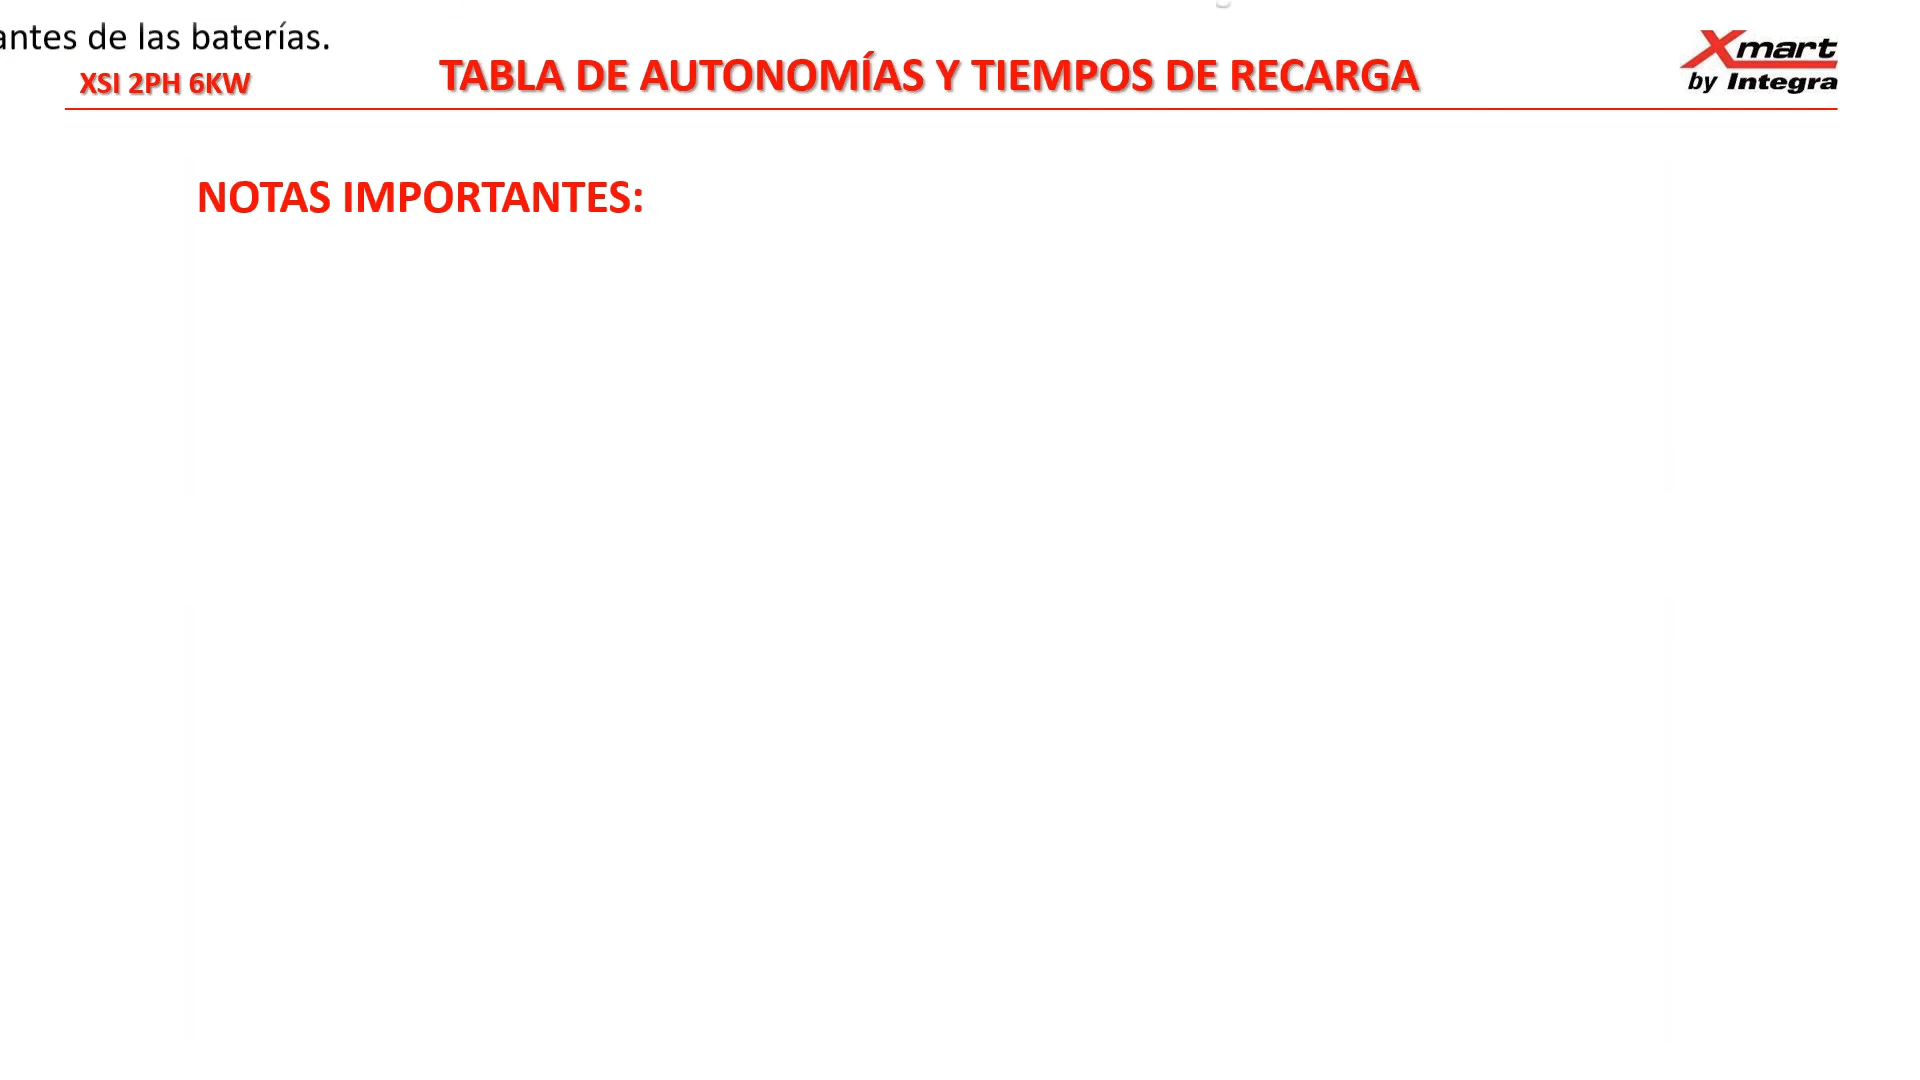 antes de las baterías.
XSI 2PH 6KW
TABLA DE AUTONOMÍAS Y TIEMPOS DE RECARGA
Xmart
by Integra
NOTAS IMPORTANTES: